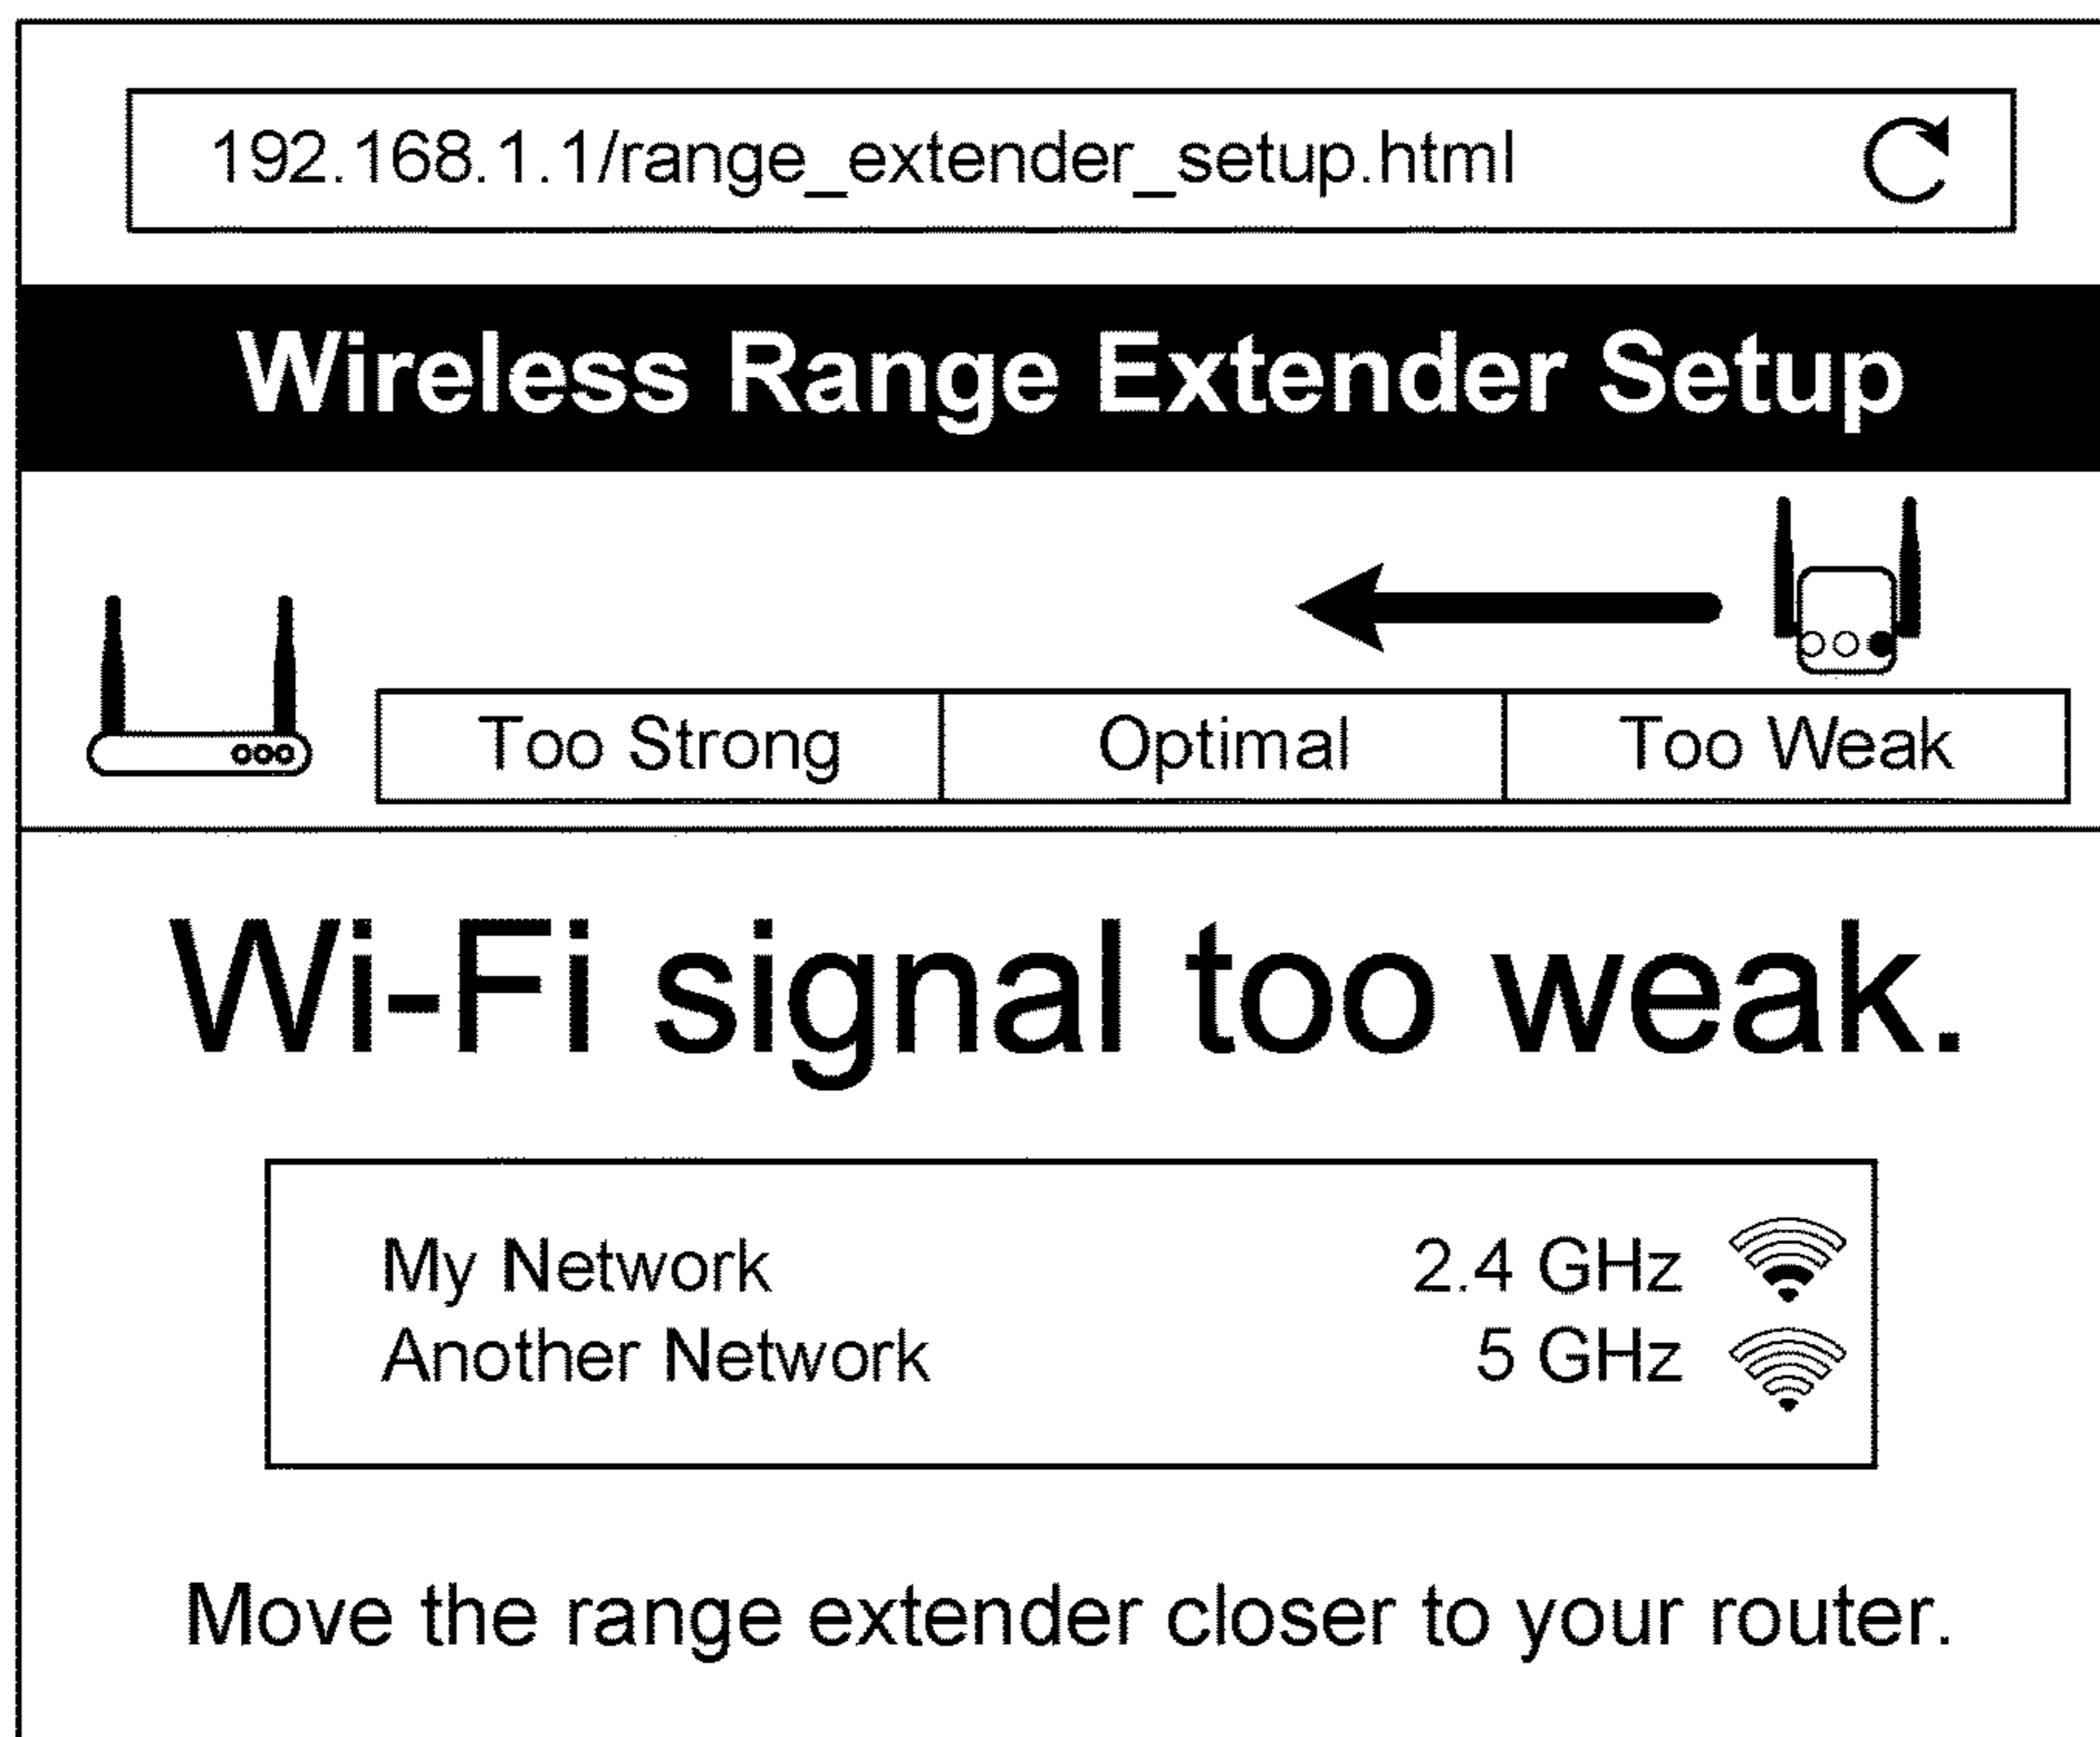 192.168.1.1/range_extender_setup.html
Wireless Range Extender Setup
Too Strong Optimal Too Weak
Wi-Fi signal too weak.
My Network 2.4 GHz
Another Network 5 GHz
Move the range extender closer to your router.